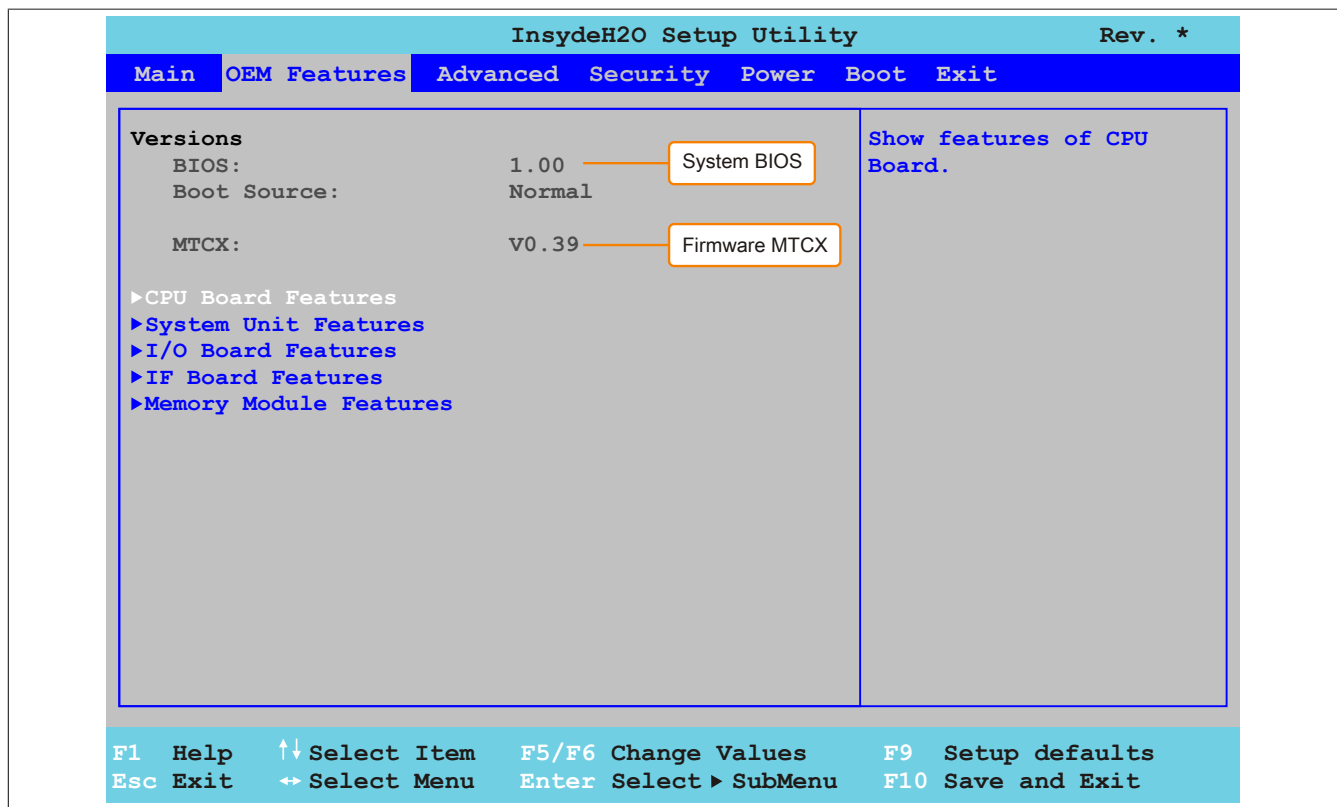 InsydeH2O Setup Utility Rev. *
Main OEM Features Advanced Security Power Boot Exit
Versions
BIOS: 1.00 System BIOS
Boot Source: Normal
MTCX: V0.39 Firmware MTCX
▶CPU Board Features
▶System Unit Features
▶I/O Board Features
▶IF Board Features
▶Memory Module Features
Show features of CPU
Board.
F1 Help ↑↓ Select Item F5/F6 Change Values F9 Setup defaults
Esc Exit ↔ Select Menu Enter Select ▶ SubMenu F10 Save and Exit